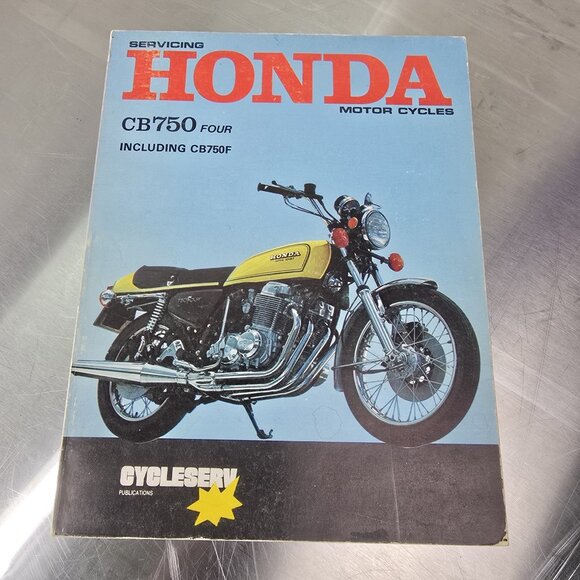 SERVICING
HONDA
MOTOR CYCLES
CB750 FOUR
INCLUDING CB750F
HONDA
CYCLESERV
PUBLICATIONS